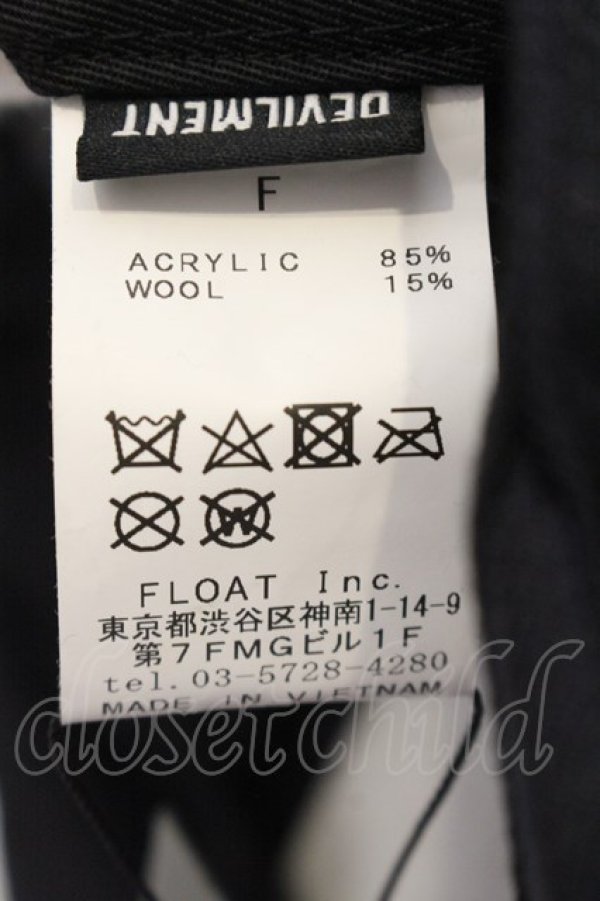 DEVILMENT
F
ACRYLIC 85%
WOOL 15%
W
FLOAT Inc.
東京都渋谷区神南1-14-9
第7FMGビル1F
tel.03-5728-4280
MADE IN VIETNAM
closetchild